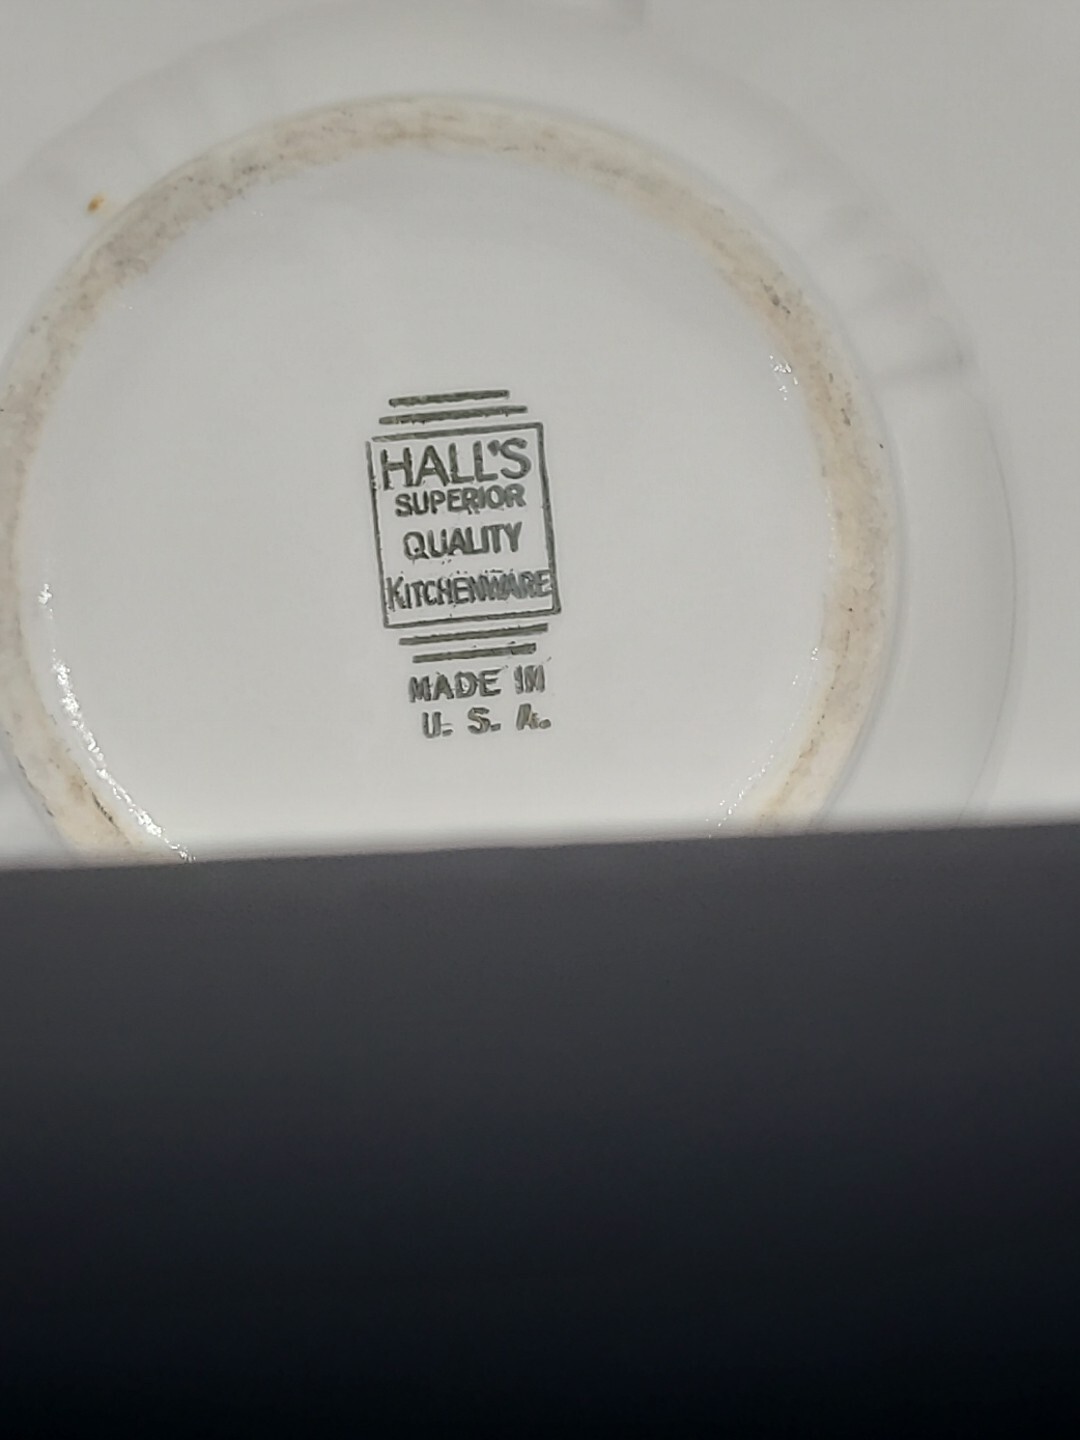 HALL'S
SUPERIOR
QUALITY
KITCHENWARE
MADE IN
U. S. A.